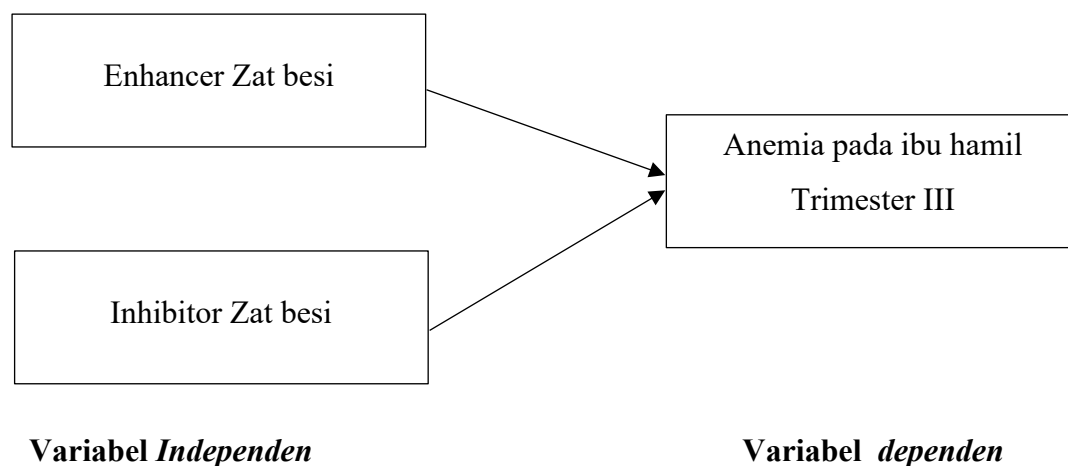 Enhancer Zat besi
Anemia pada ibu hamil
Trimester III
Inhibitor Zat besi
Variabel Independen
Variabel dependen